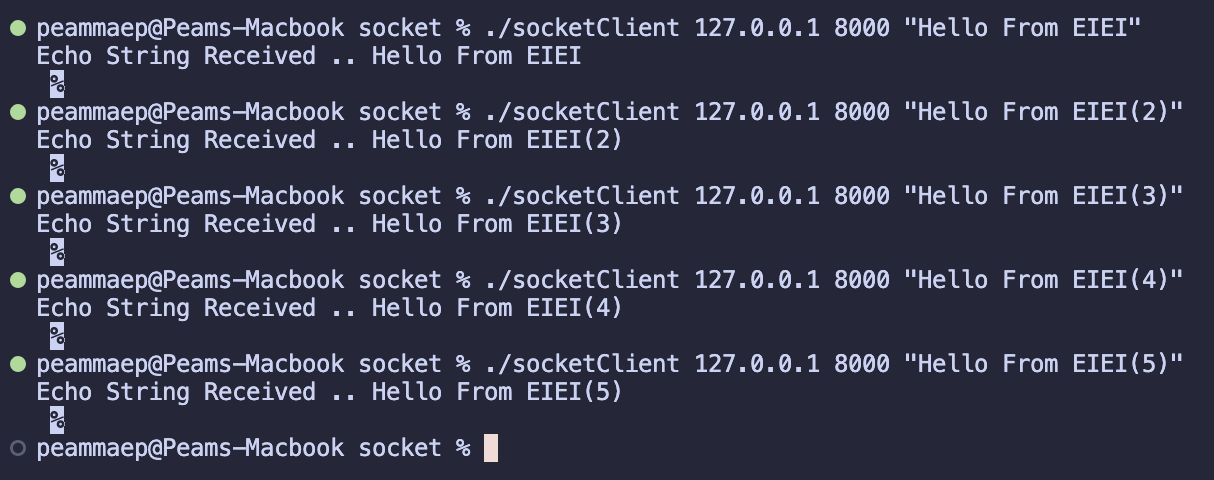 peammaep@Peams-Macbook socket % ./socketClient 127.0.0.1 8000 "Hello From EIEI"
Echo String Received .. Hello From EIEI
%
peammaep@Peams-Macbook socket % ./socketClient 127.0.0.1 8000 "Hello From EIEI(2)"
Echo String Received .. Hello From EIEI(2)
%
peammaep@Peams-Macbook socket % ./socketClient 127.0.0.1 8000 "Hello From EIEI(3)"
Echo String Received .. Hello From EIEI(3)
%
peammaep@Peams-Macbook socket % ./socketClient 127.0.0.1 8000 "Hello From EIEI(4)"
Echo String Received .. Hello From EIEI(4)
%
peammaep@Peams-Macbook socket % ./socketClient 127.0.0.1 8000 "Hello From EIEI(5)"
Echo String Received .. Hello From EIEI(5)
%
peammaep@Peams-Macbook socket %